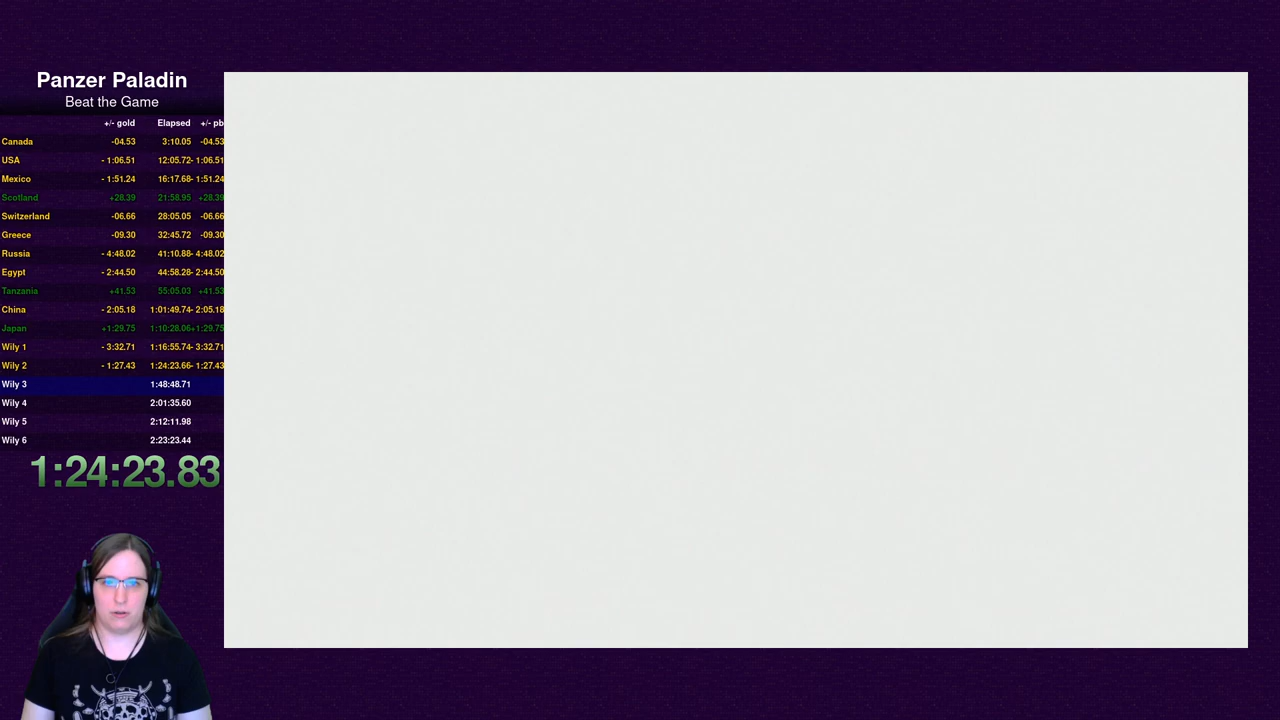 Panzer Paladin
Beat the Game
+/- gold Elapsed +/- pb
Canada -04.53 3:10.05 -04.53
USA - 1:06.51 12:05.72 - 1:06.51
Mexico - 1:51.24 16:17.68 - 1:51.24
Scotland +28.39 21:58.95 +28.39
Switzerland -06.66 28:05.05 -06.66
Greece -09.30 32:45.72 -09.30
Russia - 4:48.02 41:10.88 - 4:48.02
Egypt - 2:44.50 44:58.28 - 2:44.50
Tanzania +41.53 55:05.03 +41.53
China - 2:05.18 1:01:49.74 - 2:05.18
Japan +1:29.75 1:10:28.06 +1:29.75
Wily 1 - 3:32.71 1:16:55.74 - 3:32.71
Wily 2 - 1:27.43 1:24:23.66 - 1:27.43
Wily 3 1:48:48.71
Wily 4 2:01:35.60
Wily 5 2:12:11.98
Wily 6 2:23:23.44
1:24:23.83